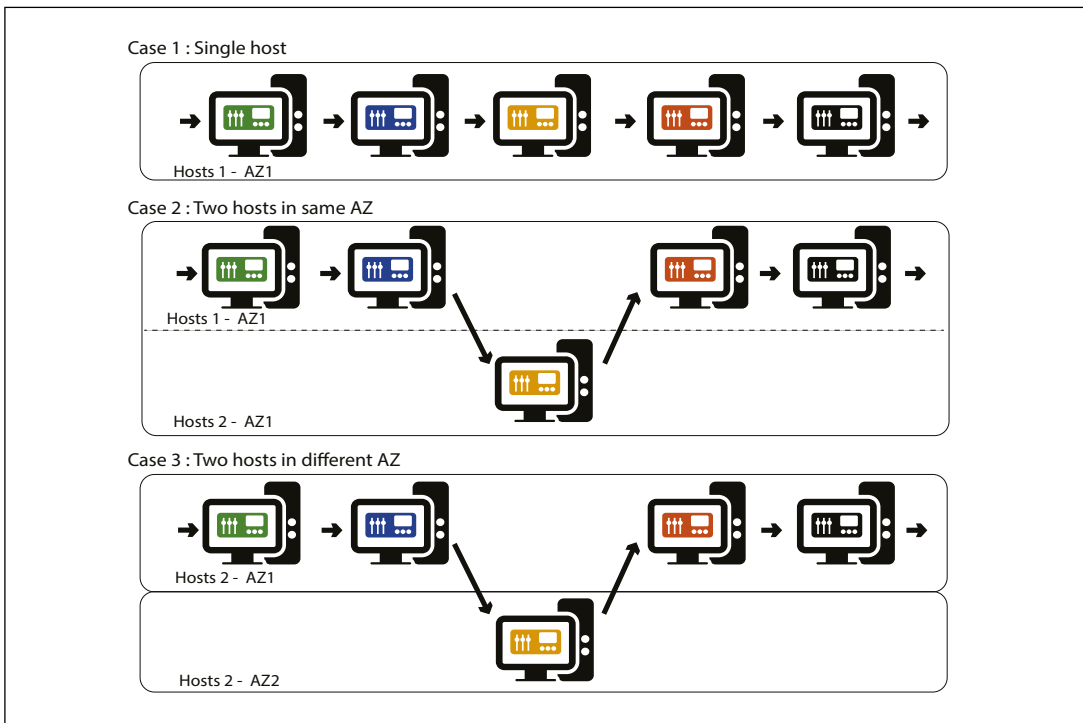 Case 1 : Single host
Hosts 1 - AZ1
Case 2 : Two hosts in same AZ
Hosts 1 - AZ1
Hosts 2 - AZ1
Case 3 : Two hosts in different AZ
Hosts 2 - AZ1
Hosts 2 - AZ2